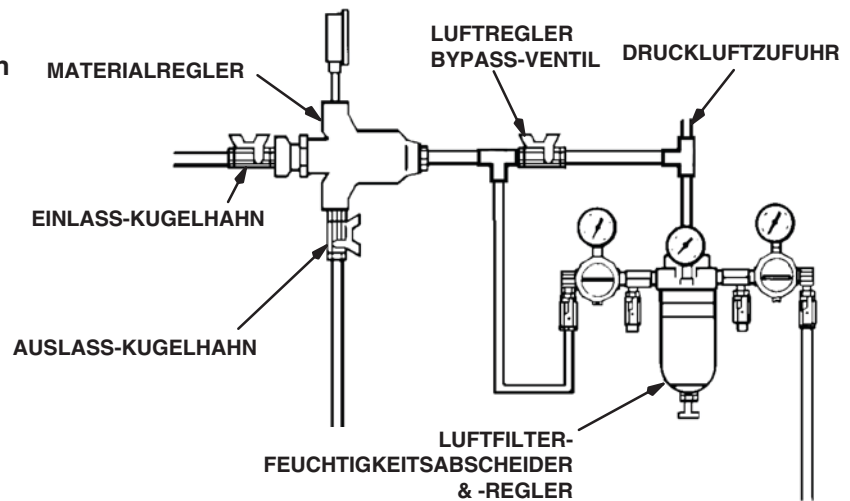 n
MATERIALREGLER
LUFTREGLER
BYPASS-VENTIL
DRUCKLUFTZUFUHR
EINLASS-KUGELHAHN
AUSLASS-KUGELHAHN
LUFTFILTER-
FEUCHTIGKEITSABSCHEIDER
& -REGLER